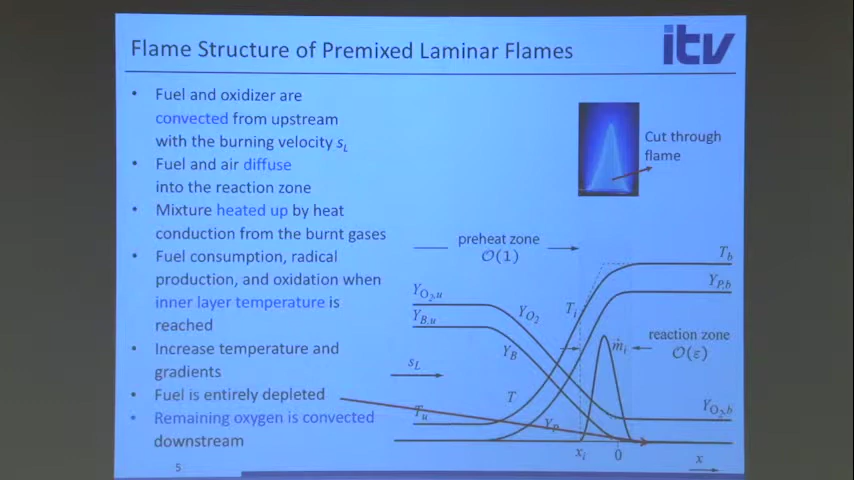 Flame Structure of Premixed Laminar Flames
itv
• Fuel and oxidizer are
convected from upstream
with the burning velocity sL
• Fuel and air diffuse
into the reaction zone
• Mixture heated up by heat
conduction from the burnt gases
• Fuel consumption, radical
production, and oxidation when
inner layer temperature is
reached
• Increase temperature and
gradients
• Fuel is entirely depleted
• Remaining oxygen is convected
downstream
5
Cut through
flame
preheat zone
O(1)
Tb
YP,b
YO2,u
YB,u
YO2
Ti
YB
ṁi
reaction zone
O(ε)
sL
T
Tu
YP
YO2,b
xi
0
x